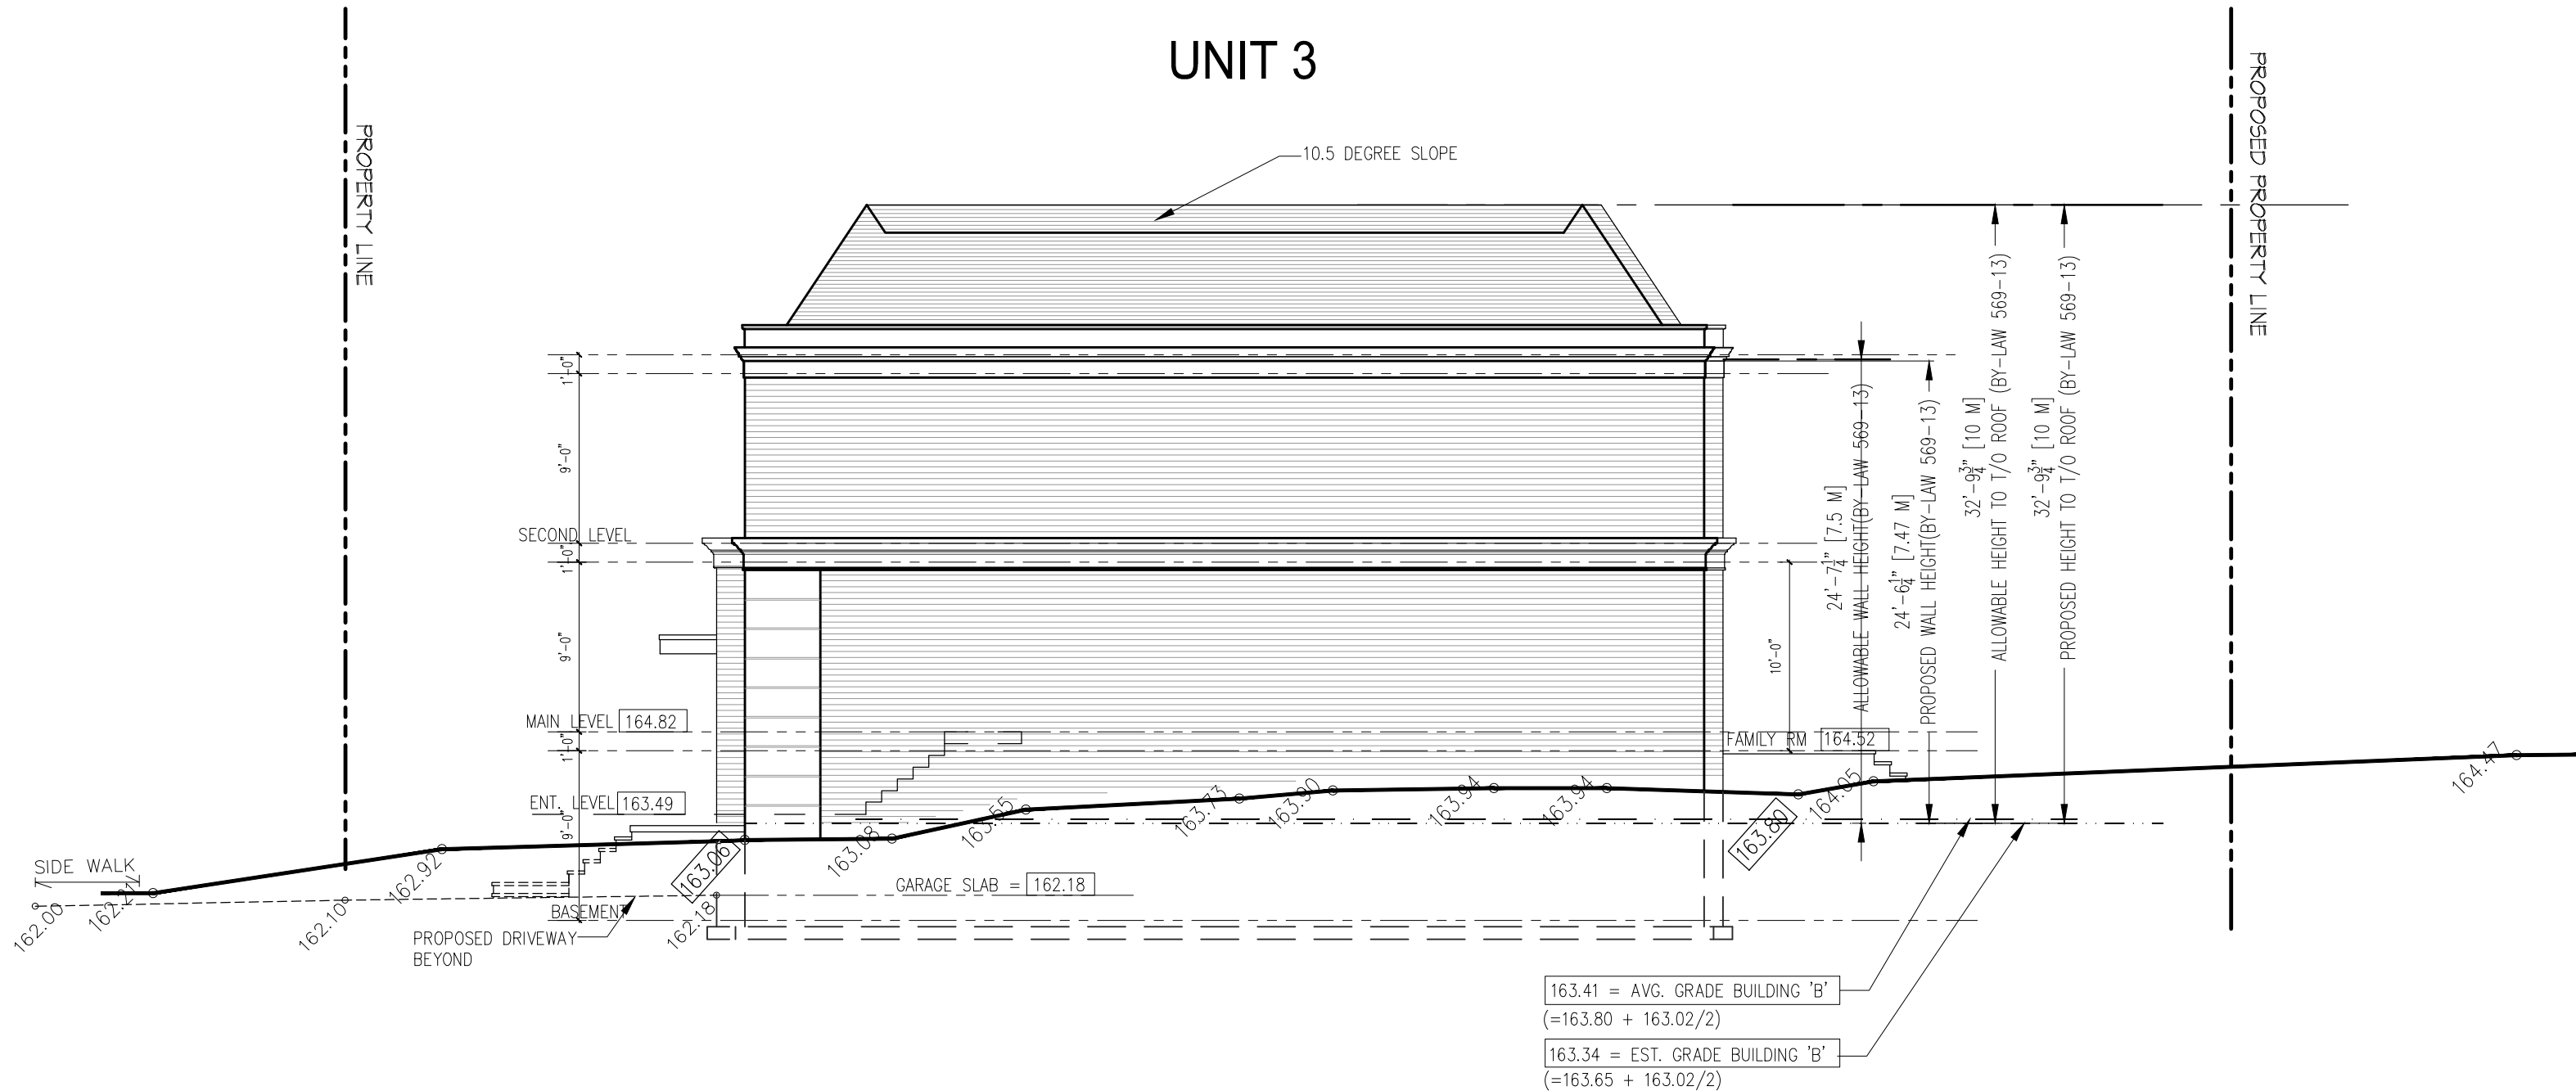 UNIT 3
PROPERTY LINE
PROPOSED PROPERTY LINE
10.5 DEGREE SLOPE
1'-0"
9'-0"
SECOND LEVEL
1'-0"
9'-0"
MAIN LEVEL 164.82
1'-0"
ENT. LEVEL 163.49
9'-0"
BASEMENT
SIDE WALK
162.00
162.21
162.10
162.92
PROPOSED DRIVEWAY
BEYOND
162.18
163.06
GARAGE SLAB = 162.18
163.08
163.55
163.73
163.90
163.94
163.94
163.80
164.05
164.47
FAMILY RM 164.52
10'-0"
24'-7¼" [7.5 M]
ALLOWABLE WALL HEIGHT(BY-LAW 569-13)
24'-6¼" [7.47 M]
PROPOSED WALL HEIGHT(BY-LAW 569-13)
32'-9¾" [10 M]
ALLOWABLE HEIGHT TO T/O ROOF (BY-LAW 569-13)
32'-9¾" [10 M]
PROPOSED HEIGHT TO T/O ROOF (BY-LAW 569-13)
163.41 = AVG. GRADE BUILDING 'B'
(=163.80 + 163.02/2)
163.34 = EST. GRADE BUILDING 'B'
(=163.65 + 163.02/2)